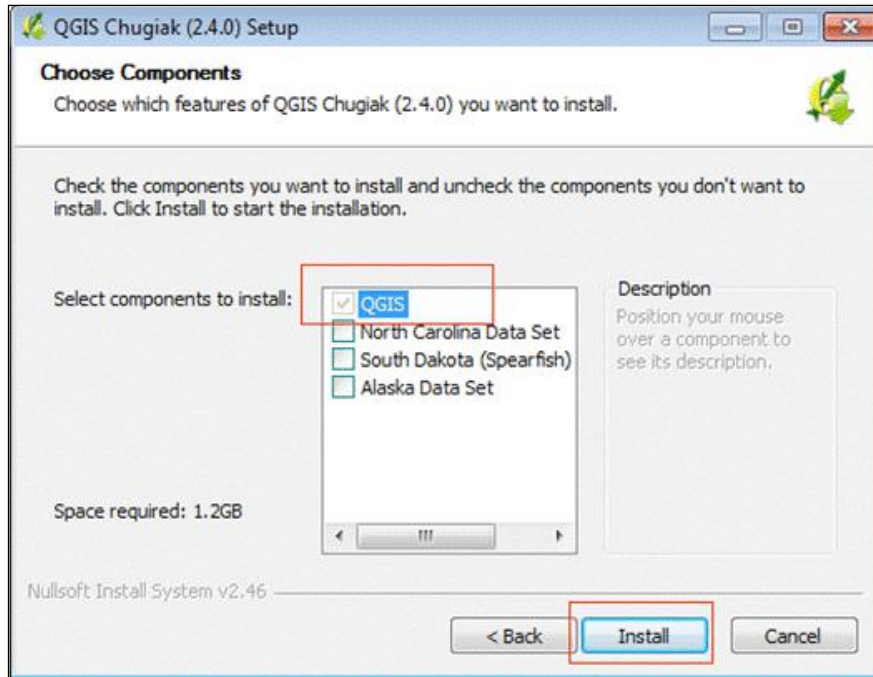 QGIS Chugiak (2.4.0) Setup
Choose Components
Choose which features of QGIS Chugiak (2.4.0) you want to install.
Check the components you want to install and uncheck the components you don't want to
install. Click Install to start the installation.
Select components to install:
QGIS
North Carolina Data Set
South Dakota (Spearfish)
Alaska Data Set
Description
Position your mouse
over a component to
see its description.
Space required: 1.2GB
Nullsoft Install System v2.46
< Back
Install
Cancel